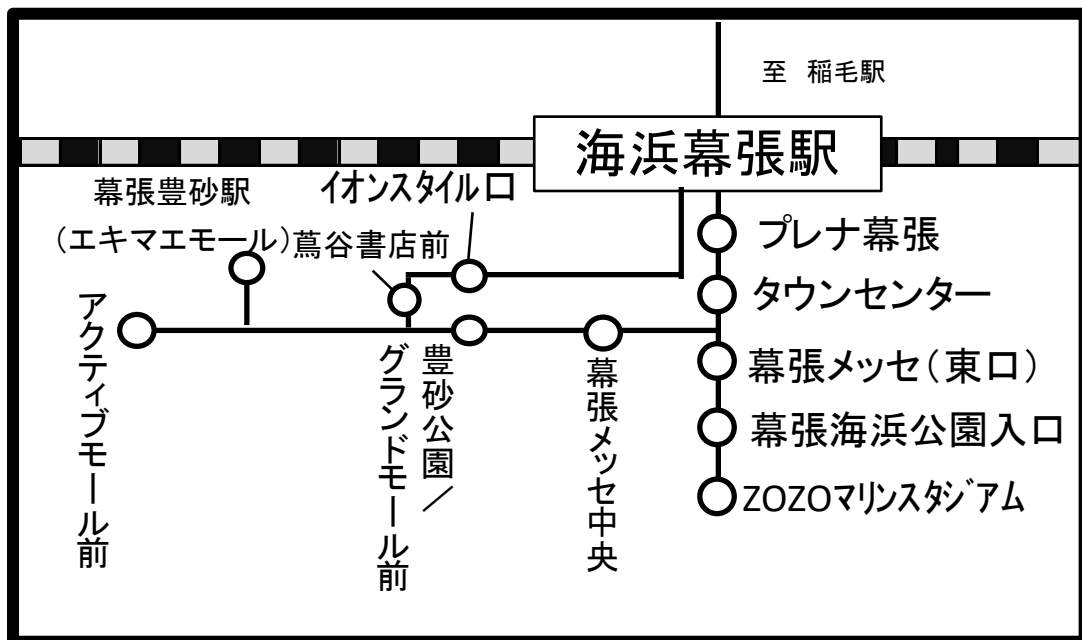 至 稲毛駅
海浜幕張駅
幕張豊砂駅
(エキマエモール)
イオンスタイル口
蔦谷書店前
プレナ幕張
タウンセンター
幕張メッセ(東口)
幕張海浜公園入口
ZOZOマリンスタジアム
アクティブモール前
豊砂公園/
グランドモール前
幕張メッセ中央